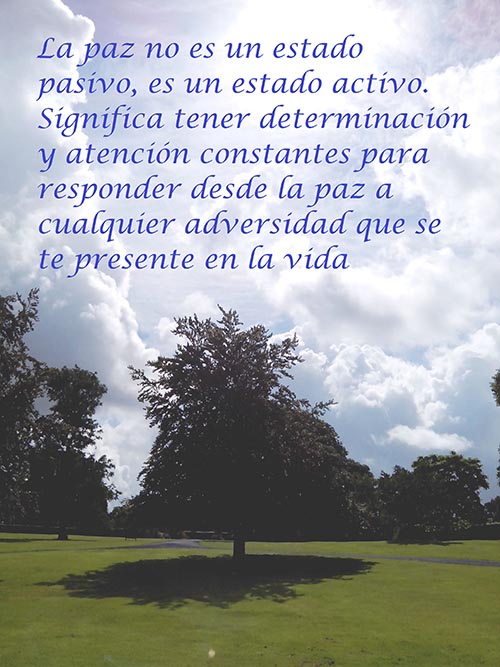 La paz no es un estado
pasivo, es un estado activo.
Significa tener determinación
y atención constantes para
responder desde la paz a
cualquier adversidad que se
te presente en la vida